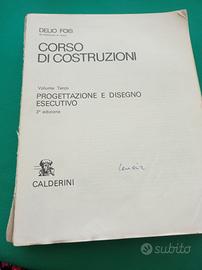 DELIO FOIS
CORSO
DI COSTRUZIONI
Volume Terzo
PROGETTAZIONE E DISEGNO
ESECUTIVO
2ª edizione
CALDERINI
subito